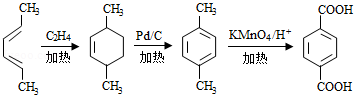 CH₃
CH₃
C₂H₄
加热
CH₃
CH₃
Pd/C
加热
CH₃
CH₃
KMnO₄/H⁺
加热
COOH
COOH